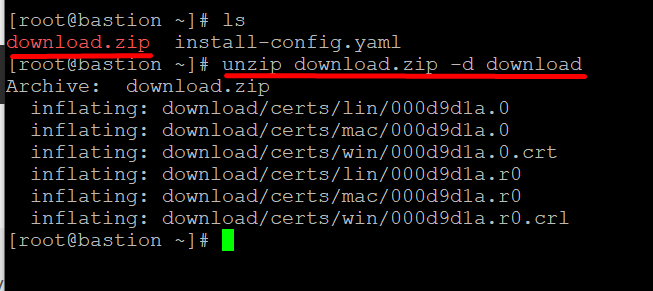 [root@bastion ~]# ls
download.zip  install-config.yaml
[root@bastion ~]# unzip download.zip -d download
Archive:  download.zip
  inflating: download/certs/lin/000d9d1a.0
  inflating: download/certs/mac/000d9d1a.0
  inflating: download/certs/win/000d9d1a.0.crt
  inflating: download/certs/lin/000d9d1a.r0
  inflating: download/certs/mac/000d9d1a.r0
  inflating: download/certs/win/000d9d1a.r0.crl
[root@bastion ~]#